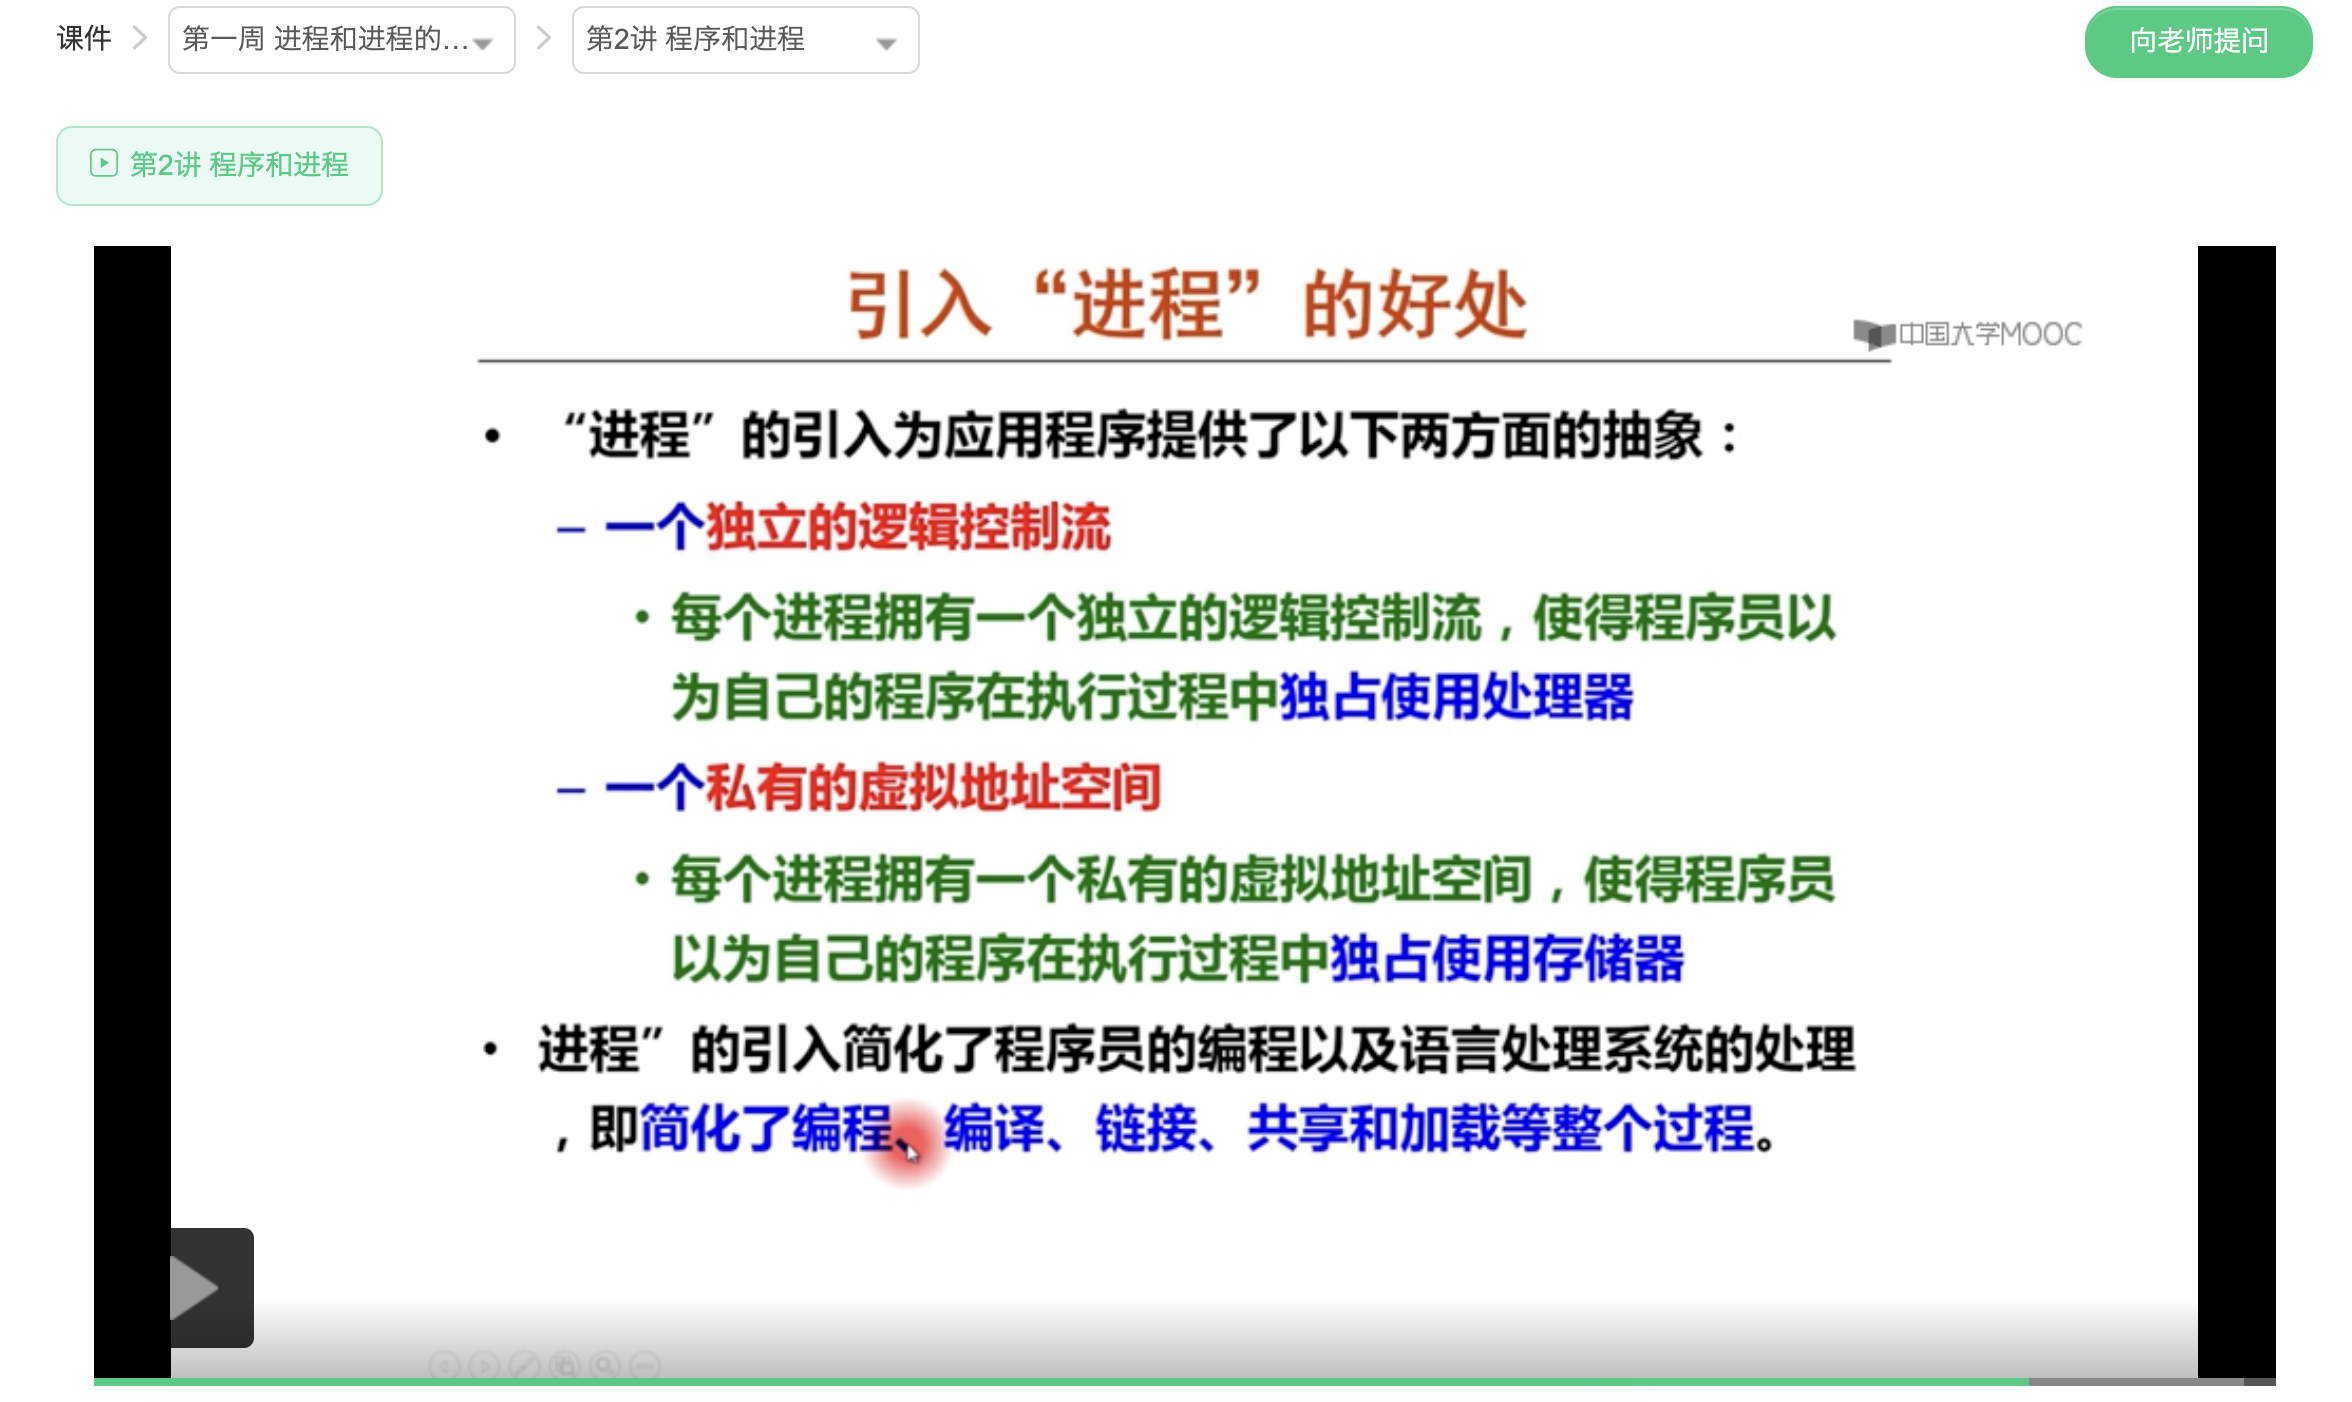 课件 > 第一周 进程和进程的... > 第2讲 程序和进程
向老师提问
第2讲 程序和进程
引入“进程”的好处
中国大学MOOC
• “进程”的引入为应用程序提供了以下两方面的抽象：
– 一个独立的逻辑控制流
• 每个进程拥有一个独立的逻辑控制流，使得程序员以
为自己的程序在执行过程中独占使用处理器
– 一个私有的虚拟地址空间
• 每个进程拥有一个私有的虚拟地址空间，使得程序员
以为自己的程序在执行过程中独占使用存储器
• 进程”的引入简化了程序员的编程以及语言处理系统的处理
，即简化了编程、编译、链接、共享和加载等整个过程。